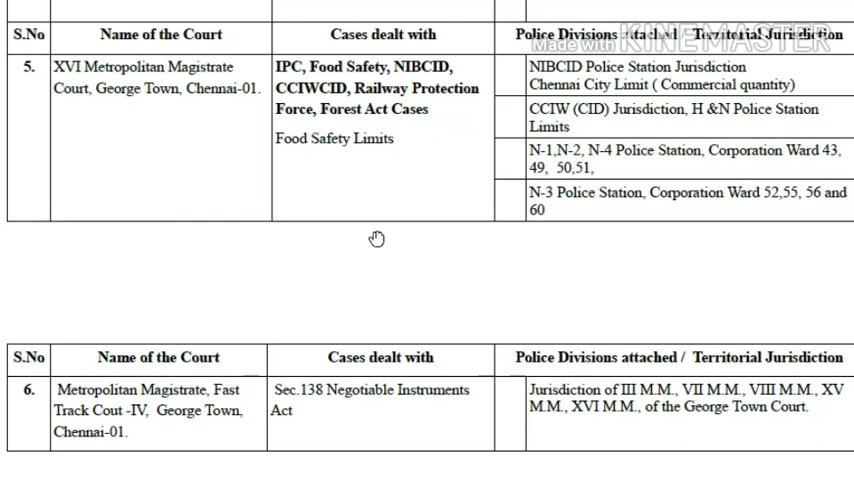 S.No Name of the Court Cases dealt with Police Divisions attached / Territorial Jurisdiction
Made with KINEMASTER
5. XVI Metropolitan Magistrate
Court, George Town, Chennai-01.
IPC, Food Safety, NIBCID,
CCIWCID, Railway Protection
Force, Forest Act Cases
Food Safety Limits
NIBCID Police Station Jurisdiction
Chennai City Limit ( Commercial quantity)
CCIW (CID) Jurisdiction, H &N Police Station
Limits
N-1,N-2, N-4 Police Station, Corporation Ward 43,
49, 50,51,
N-3 Police Station, Corporation Ward 52,55, 56 and
60
S.No Name of the Court Cases dealt with Police Divisions attached / Territorial Jurisdiction
6. Metropolitan Magistrate, Fast
Track Cout -IV, George Town,
Chennai-01.
Sec.138 Negotiable Instruments
Act
Jurisdiction of III M.M., VII M.M., VIII M.M., XV
M.M., XVI M.M., of the George Town Court.